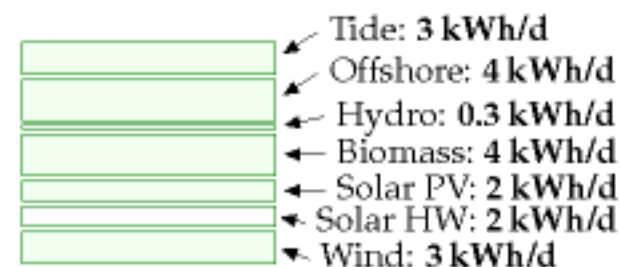 Tide: 3 kWh/d
Offshore: 4 kWh/d
Hydro: 0.3 kWh/d
Biomass: 4 kWh/d
Solar PV: 2 kWh/d
Solar HW: 2 kWh/d
Wind: 3 kWh/d